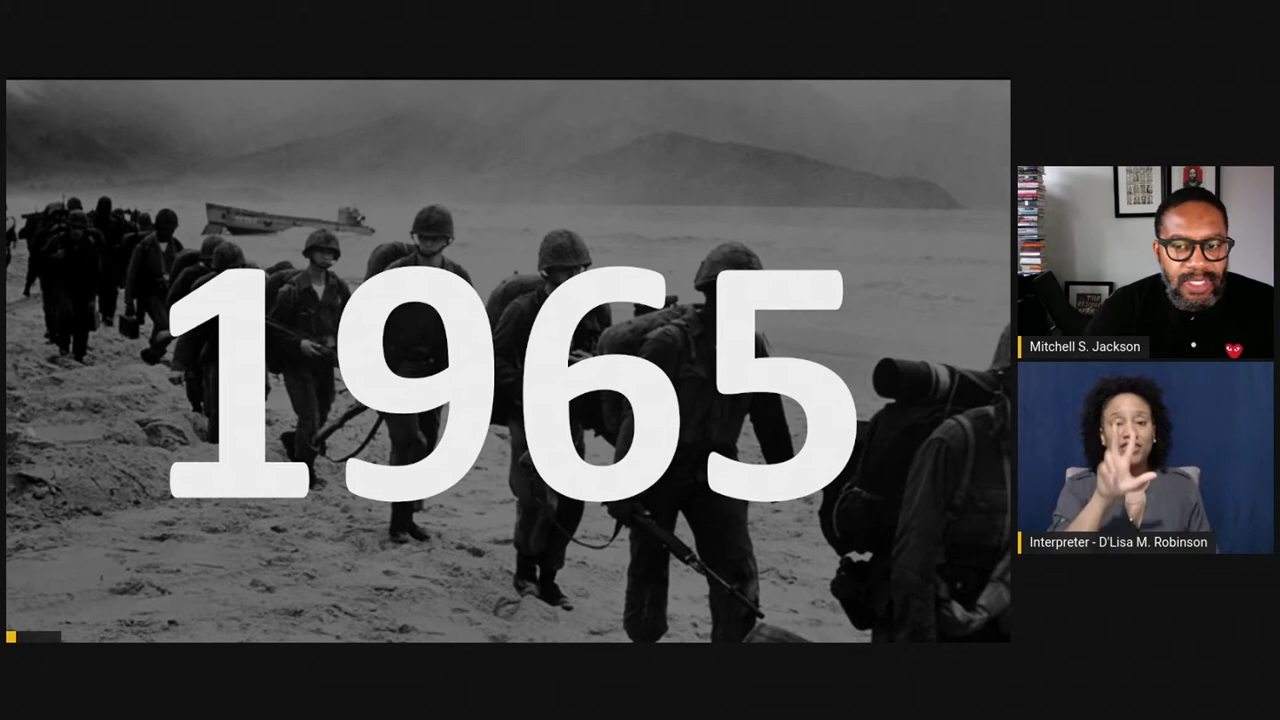 1965
Mitchell S. Jackson
Interpreter - D'Lisa M. Robinson